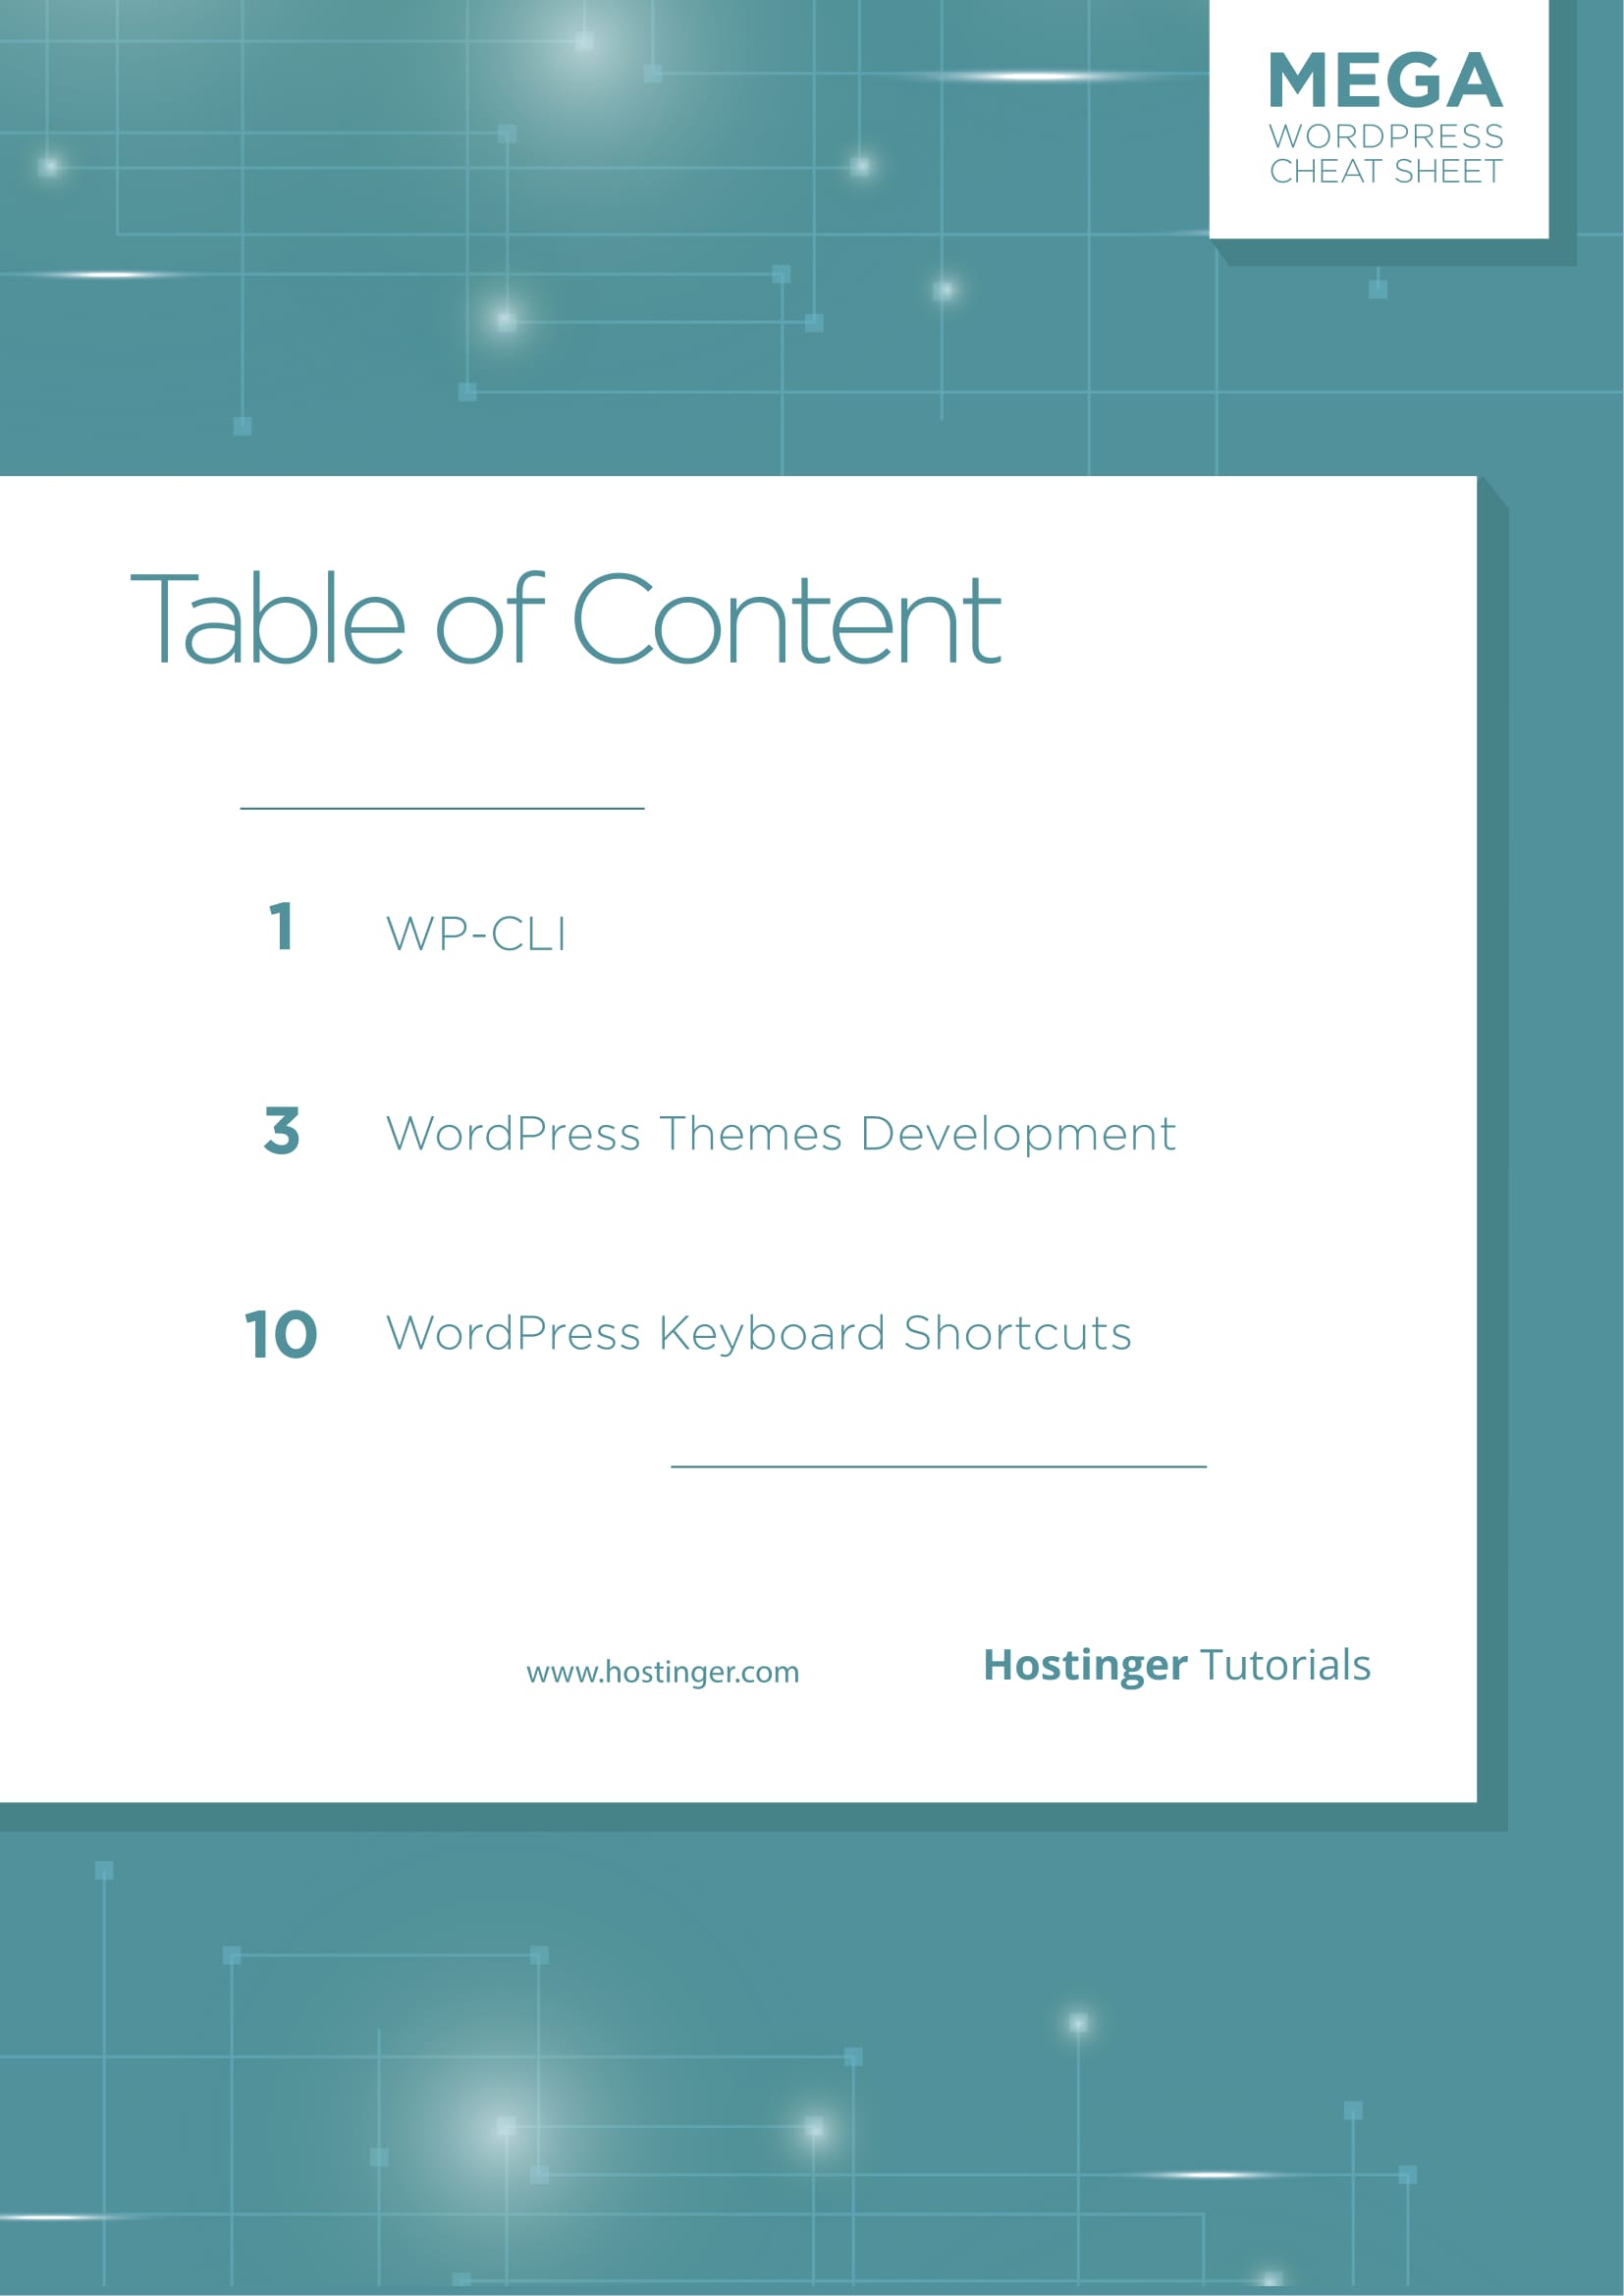 MEGA
WORDPRESS
CHEAT SHEET
Table of Content
1 WP-CLI
3 WordPress Themes Development
10 WordPress Keyboard Shortcuts
www.hostinger.com
Hostinger Tutorials